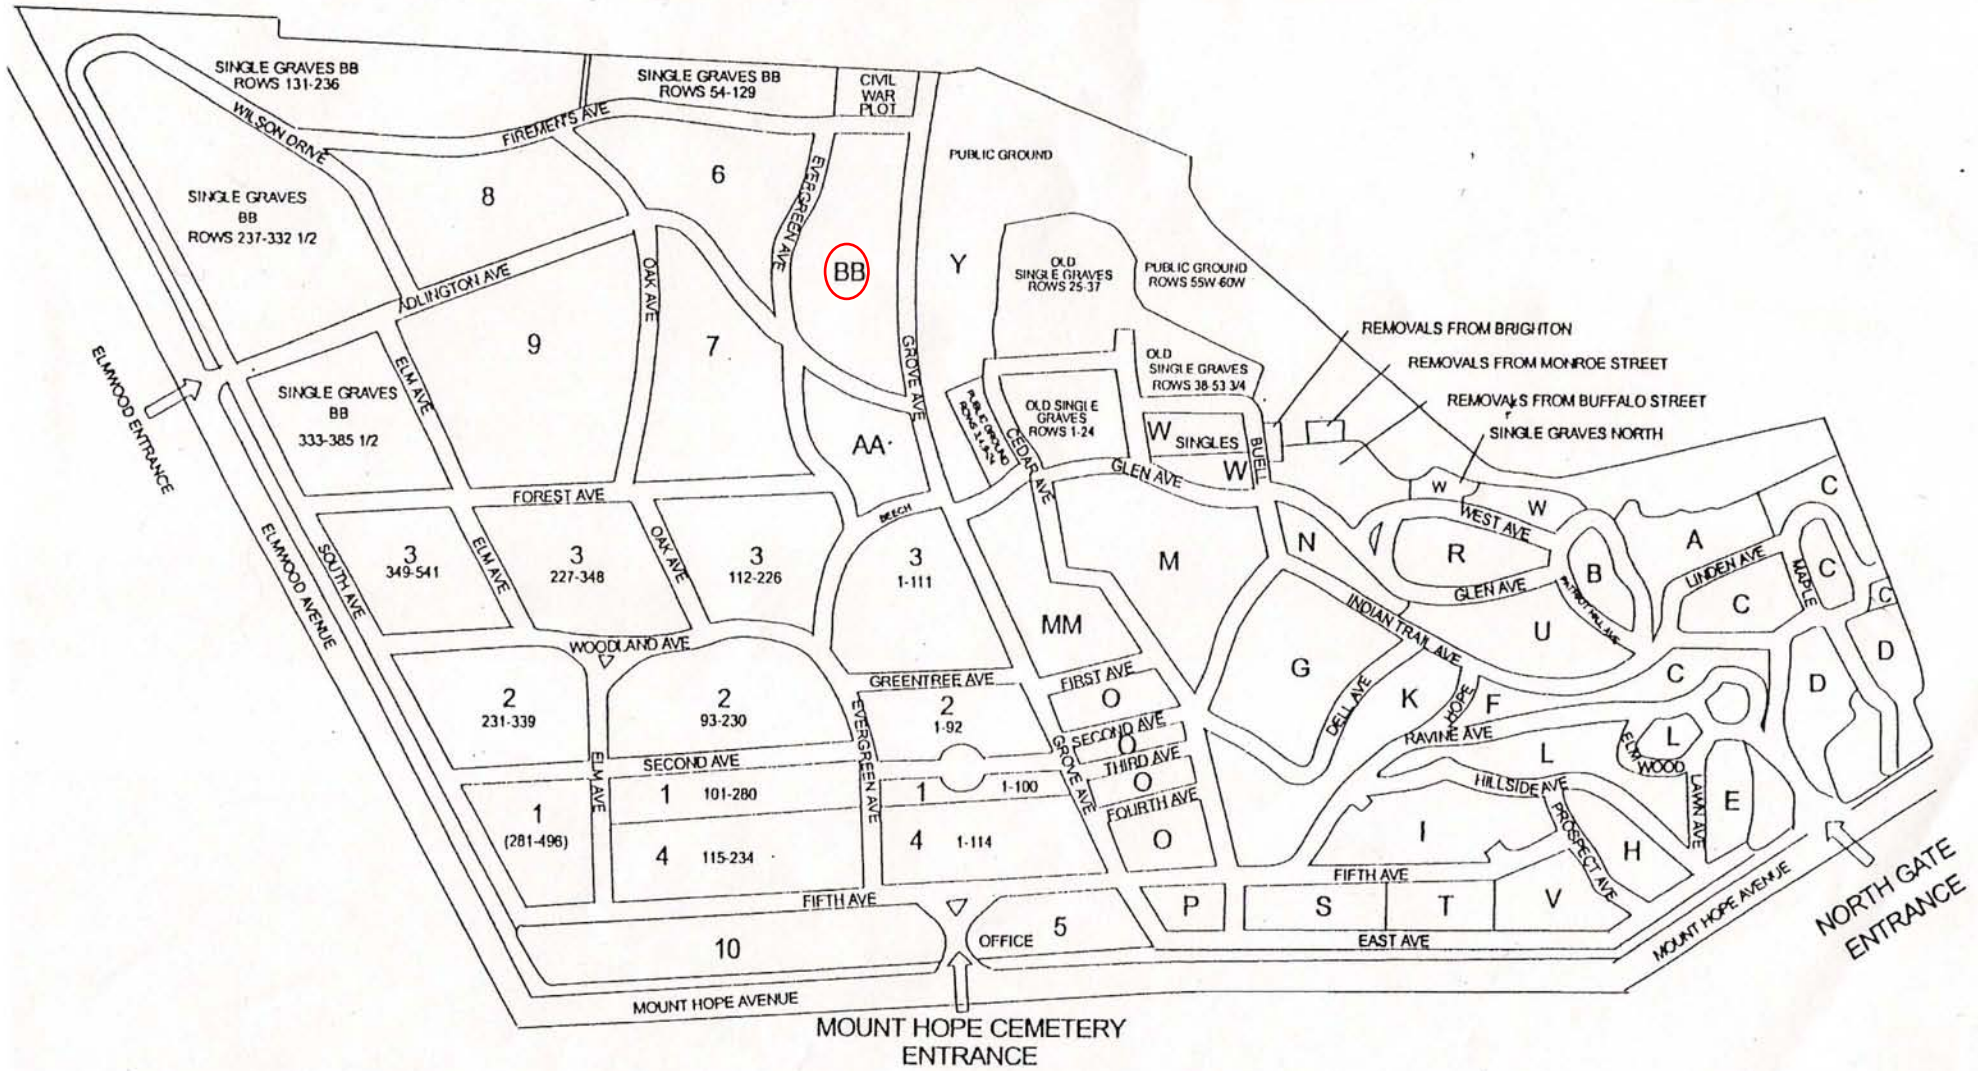 SINGLE GRAVES BB
ROWS 131-236
SINGLE GRAVES BB
ROWS 54-129
CIVIL
WAR
PLOT
WILSON DRIVE
FIREMEN'S AVE
PUBLIC GROUND
SINGLE GRAVES
BB
ROWS 237-332 1/2
8
6
EVERGREEN AVE
BB
Y
OLD
SINGLE GRAVES
ROWS 25-37
PUBLIC GROUND
ROWS 55W-60W
ADLINGTON AVE
OAK AVE
9
7
GROVE AVE
ELMWOOD ENTRANCE
ELM AVE
SINGLE GRAVES
BB
333-385 1/2
OLD
SINGLE GRAVES
ROWS 38-53 3/4
REMOVALS FROM BRIGHTON
REMOVALS FROM MONROE STREET
REMOVALS FROM BUFFALO STREET
SINGLE GRAVES NORTH
PUBLIC GROUND
OLD SINGLE
GRAVES
ROWS 1-24
CEDAR AVE
W
SINGLES
W
BUELL
GLEN AVE
AA
FOREST AVE
BEECH
W
W
WEST AVE
C
A
ELMWOOD AVENUE
SOUTH AVE
3
349-541
ELM AVE
3
227-348
OAK AVE
3
112-226
3
1-111
M
N
R
B
LINDEN AVE
MAPLE
C
C
C
GLEN AVE
PATRIOT HILL AVE
INDIAN TRAIL AVE
U
MM
WOODLAND AVE
GREENTREE AVE
FIRST AVE
G
DELL AVE
K
HOPE
F
C
D
D
2
231-339
2
93-230
2
1-92
O
SECOND AVE
O
RAVINE AVE
L
ELM
WOOD
L
EVERGREEN AVE
GROVE AVE
SECOND AVE
ELM AVE
THIRD AVE
O
FOURTH AVE
HILLSIDE AVE
LAWN AVE
E
1
(281-496)
1
101-280
1
1-100
4
115-234
4
1-114
O
I
PROSPECT AVE
H
FIFTH AVE
FIFTH AVE
P
S
T
V
MOUNT HOPE AVENUE
NORTH GATE
ENTRANCE
10
OFFICE
5
EAST AVE
MOUNT HOPE AVENUE
MOUNT HOPE CEMETERY
ENTRANCE